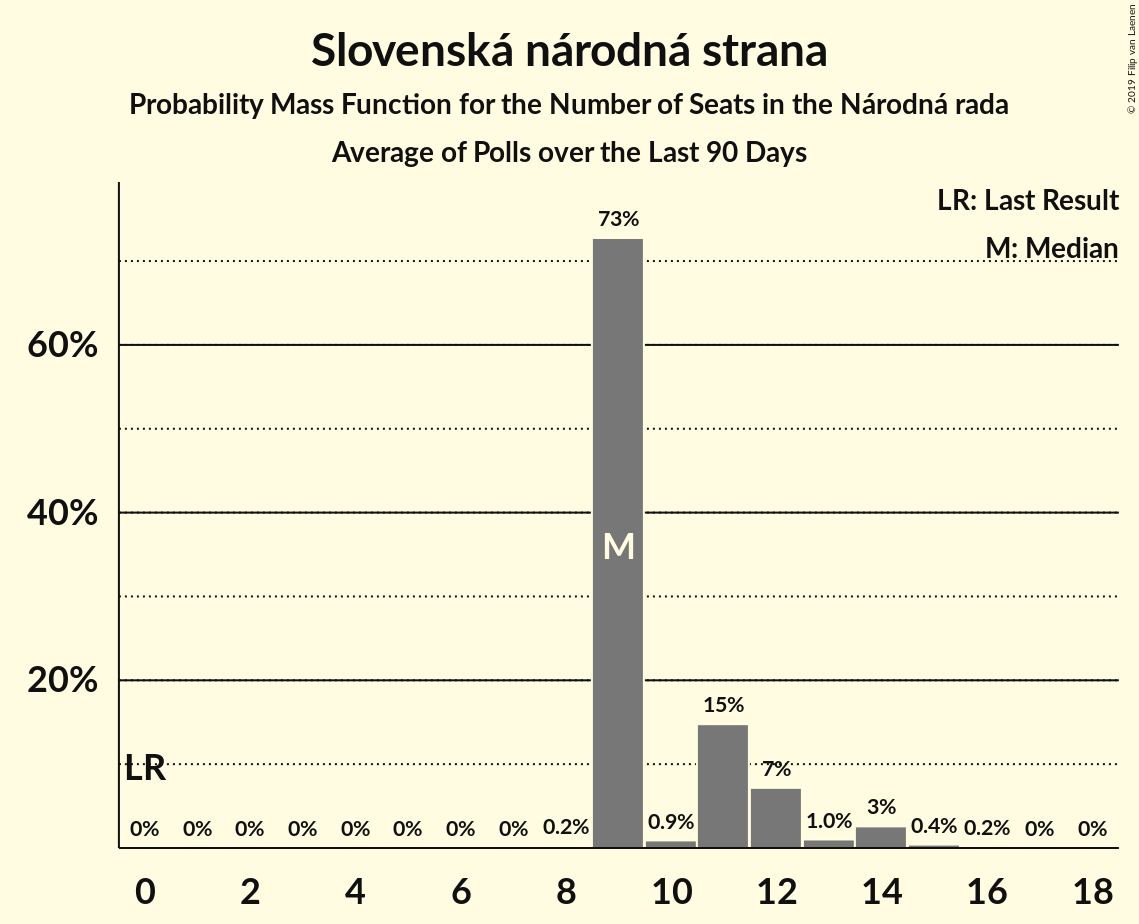 Slovenská národná strana
Probability Mass Function for the Number of Seats in the Národná rada
Average of Polls over the Last 90 Days
© 2019 Filip van Laenen
LR: Last Result
M: Median
73%
60%
40%
M
20%
15%
LR
7%
3%
0% 0% 0% 0% 0% 0% 0% 0% 0.2% 0.9% 1.0% 0.4% 0.2% 0% 0%
0 2 4 6 8 10 12 14 16 18